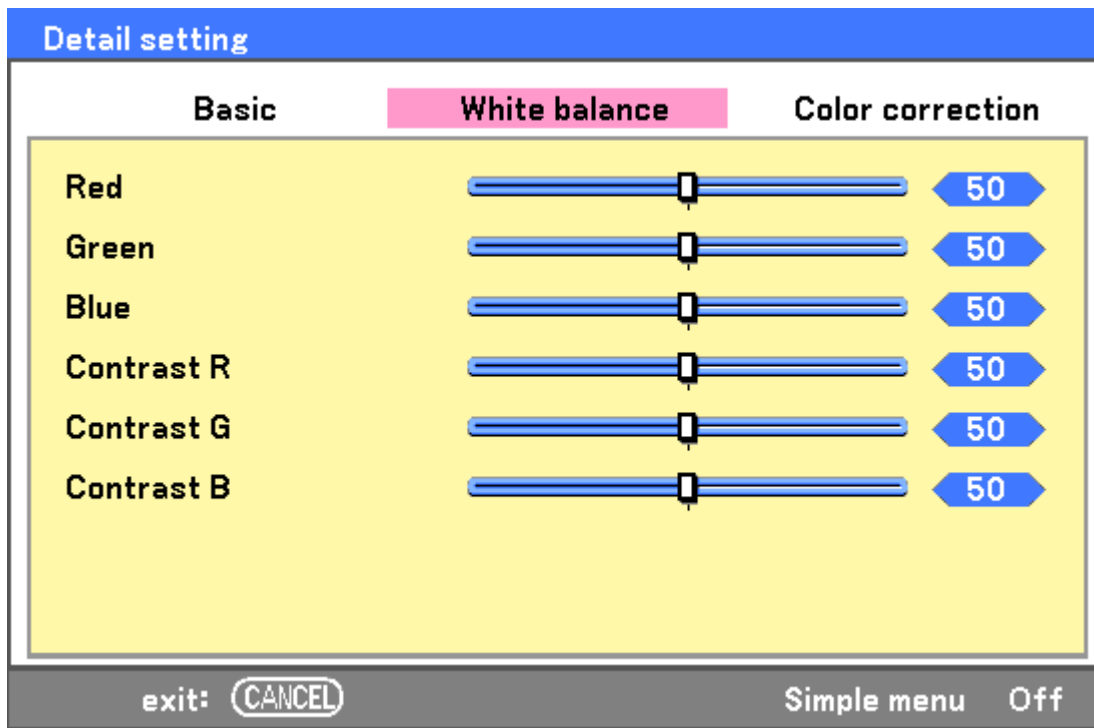 Detail setting
Basic White balance Color correction
Red 50
Green 50
Blue 50
Contrast R 50
Contrast G 50
Contrast B 50
exit: CANCEL Simple menu Off